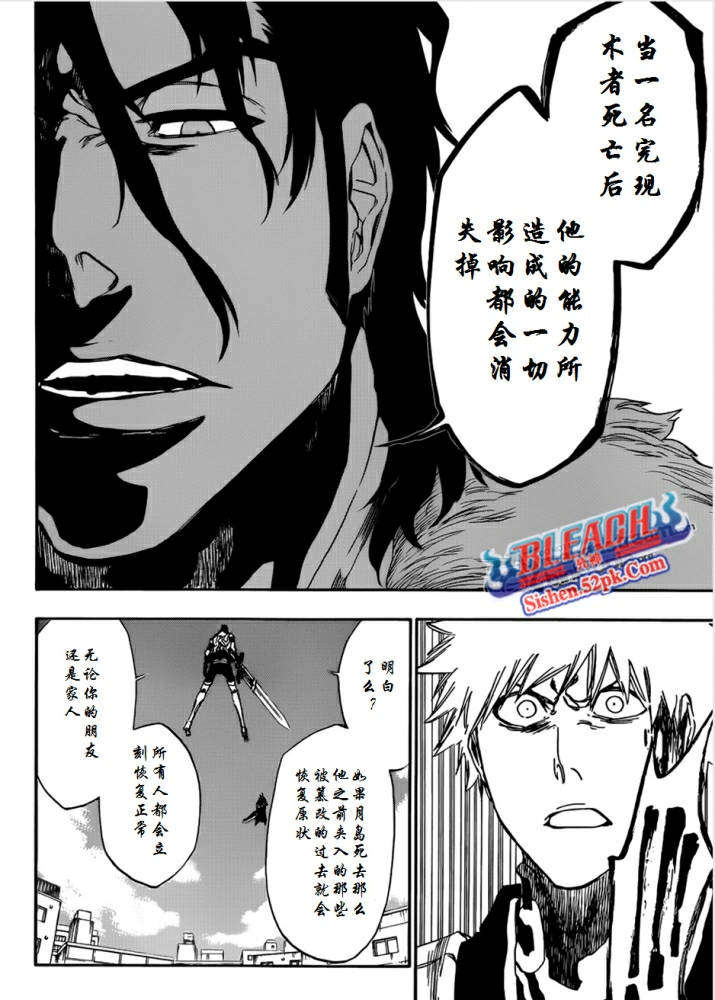 当一名完现
术者死亡后
他的能力所
造成的一切
影响都会消
失掉
BLEACH
死神
Sishen.52pk.Com
明白
了么?
如果月岛死去那么
他之前夹入的那些
被篡改的过去就会
恢复原状
所有人都会立
刻恢复正常
无论你的朋友
还是家人